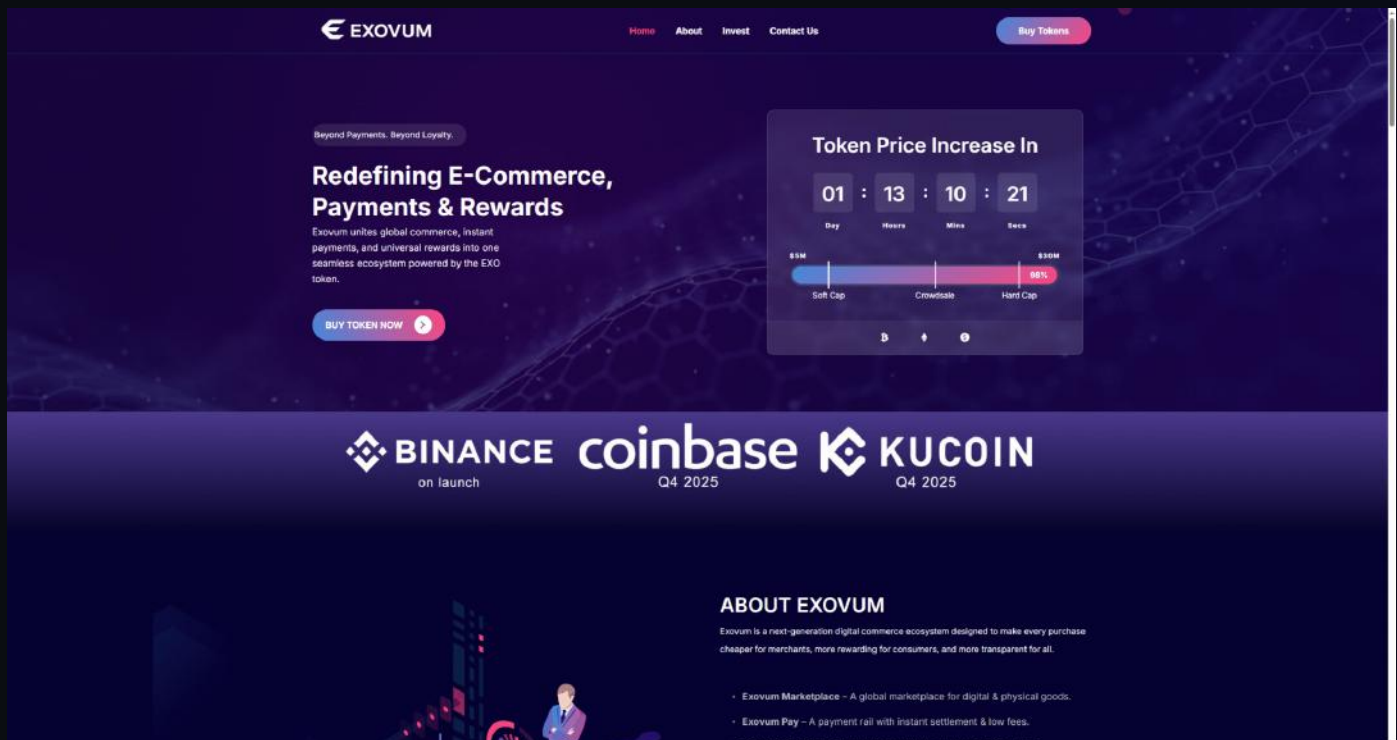 EXOVUM
Home About Invest Contact Us
Buy Tokens
Beyond Payments. Beyond Loyalty.
Redefining E-Commerce,
Payments & Rewards
Exovum unites global commerce, instant
payments, and universal rewards into one
seamless ecosystem powered by the EXO
token.
BUY TOKEN NOW
Token Price Increase In
01 : 13 : 10 : 21
Day Hours Mins Secs
$5M $30M
98%
Soft Cap Crowdsale Hard Cap
BINANCE coinbase KUCOIN
on launch Q4 2025 Q4 2025
ABOUT EXOVUM
Exovum is a next-generation digital commerce ecosystem designed to make every purchase
cheaper for merchants, more rewarding for consumers, and more transparent for all.
• Exovum Marketplace – A global marketplace for digital & physical goods.
• Exovum Pay – A payment rail with instant settlement & low fees.